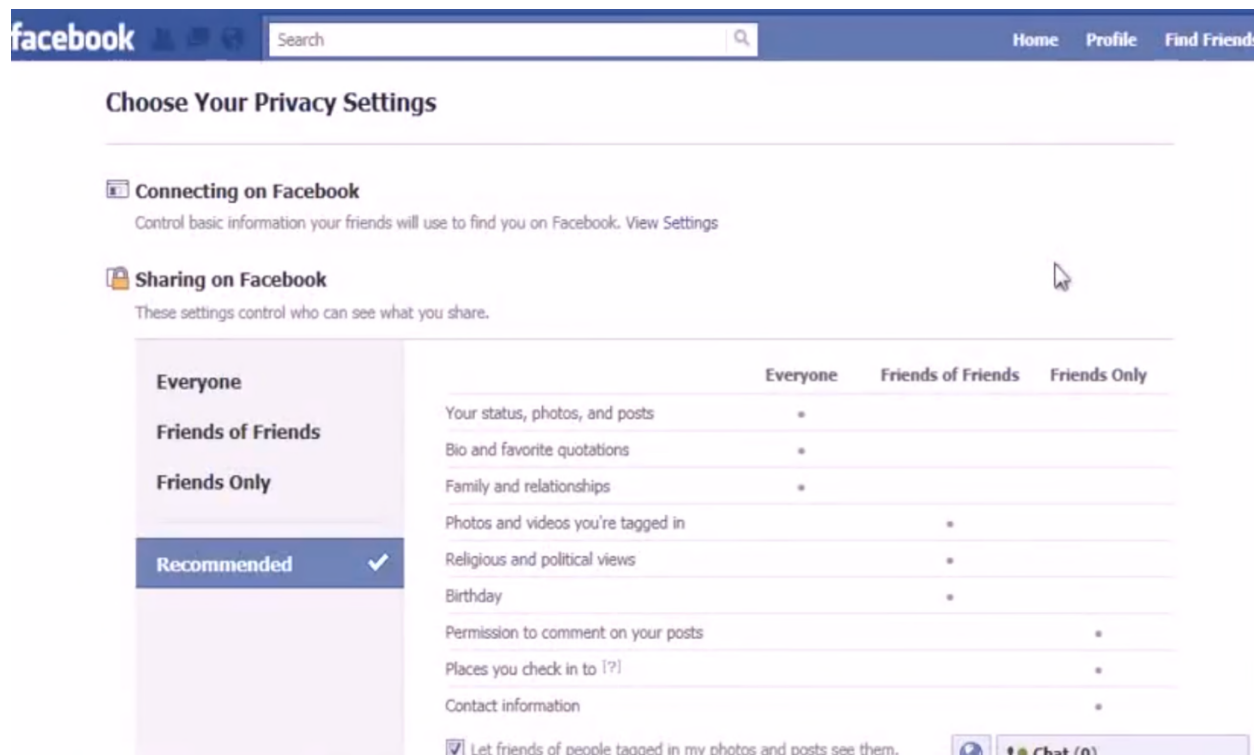 facebook Search Home Profile Find Friends
Choose Your Privacy Settings
Connecting on Facebook
Control basic information your friends will use to find you on Facebook. View Settings
Sharing on Facebook
These settings control who can see what you share.
Everyone
Friends of Friends
Friends Only
Recommended
Everyone Friends of Friends Friends Only
Your status, photos, and posts
Bio and favorite quotations
Family and relationships
Photos and videos you're tagged in
Religious and political views
Birthday
Permission to comment on your posts
Places you check in to [?]
Contact information
Let friends of people tagged in my photos and posts see them.
Chat (0)